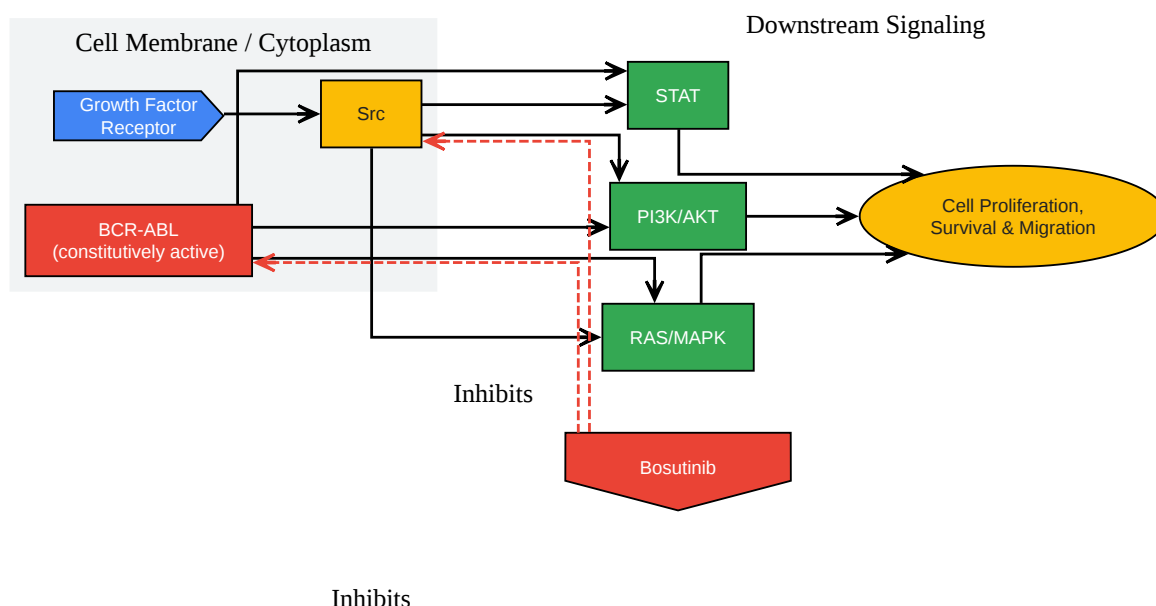 Downstream Signaling
Cell Membrane / Cytoplasm
Growth Factor
Receptor
Src
STAT
BCR-ABL
(constitutively active)
PI3K/AKT
Cell Proliferation,
Survival & Migration
RAS/MAPK
Inhibits
Bosutinib
Inhibits